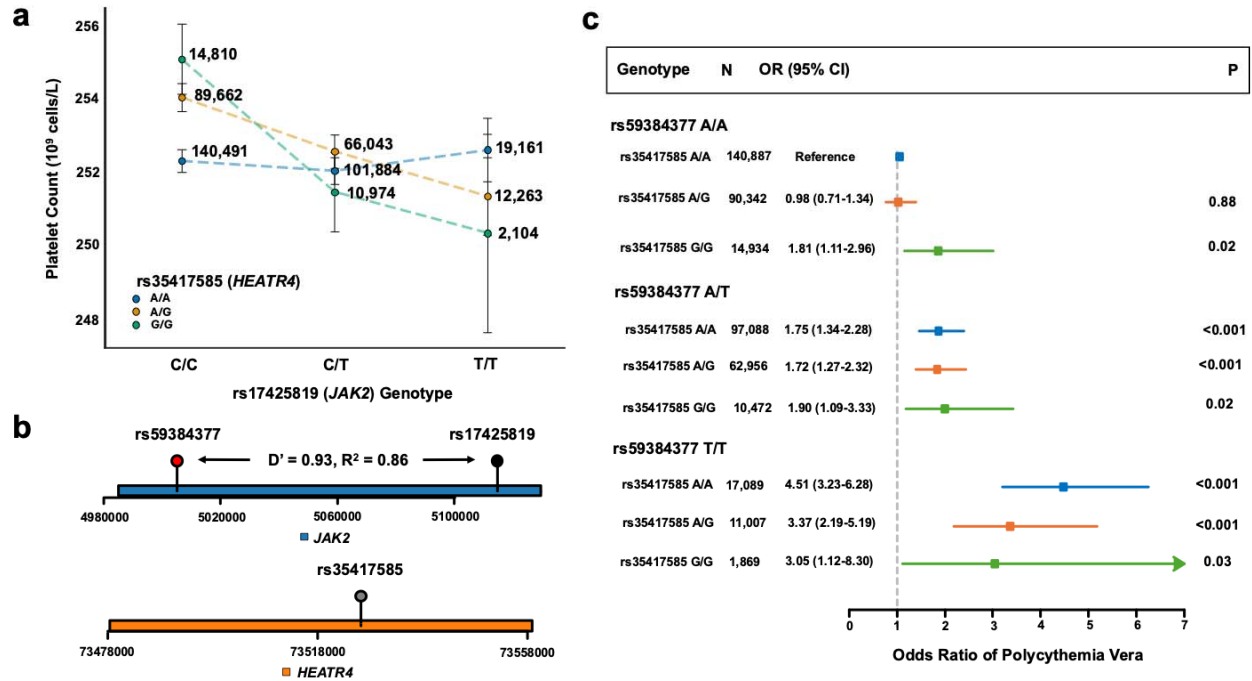 a
256
254
252
250
248
Platelet Count (10⁹ cells/L)
14,810
89,662
140,491
66,043
101,884
10,974
19,161
12,263
2,104
rs35417585 (HEATR4)
A/A
A/G
G/G
C/C C/T T/T
rs17425819 (JAK2) Genotype
b
rs59384377 rs17425819
D’ = 0.93, R² = 0.86
4980000 5020000 5060000 5100000
JAK2
rs35417585
73478000 73518000 73558000
HEATR4
c
Genotype N OR (95% CI) P
rs59384377 A/A
rs35417585 A/A 140,887 Reference
rs35417585 A/G 90,342 0.98 (0.71-1.34) 0.88
rs35417585 G/G 14,934 1.81 (1.11-2.96) 0.02
rs59384377 A/T
rs35417585 A/A 97,088 1.75 (1.34-2.28) <0.001
rs35417585 A/G 62,956 1.72 (1.27-2.32) <0.001
rs35417585 G/G 10,472 1.90 (1.09-3.33) 0.02
rs59384377 T/T
rs35417585 A/A 17,089 4.51 (3.23-6.28) <0.001
rs35417585 A/G 11,007 3.37 (2.19-5.19) <0.001
rs35417585 G/G 1,869 3.05 (1.12-8.30) 0.03
0 1 2 3 4 5 6 7
Odds Ratio of Polycythemia Vera